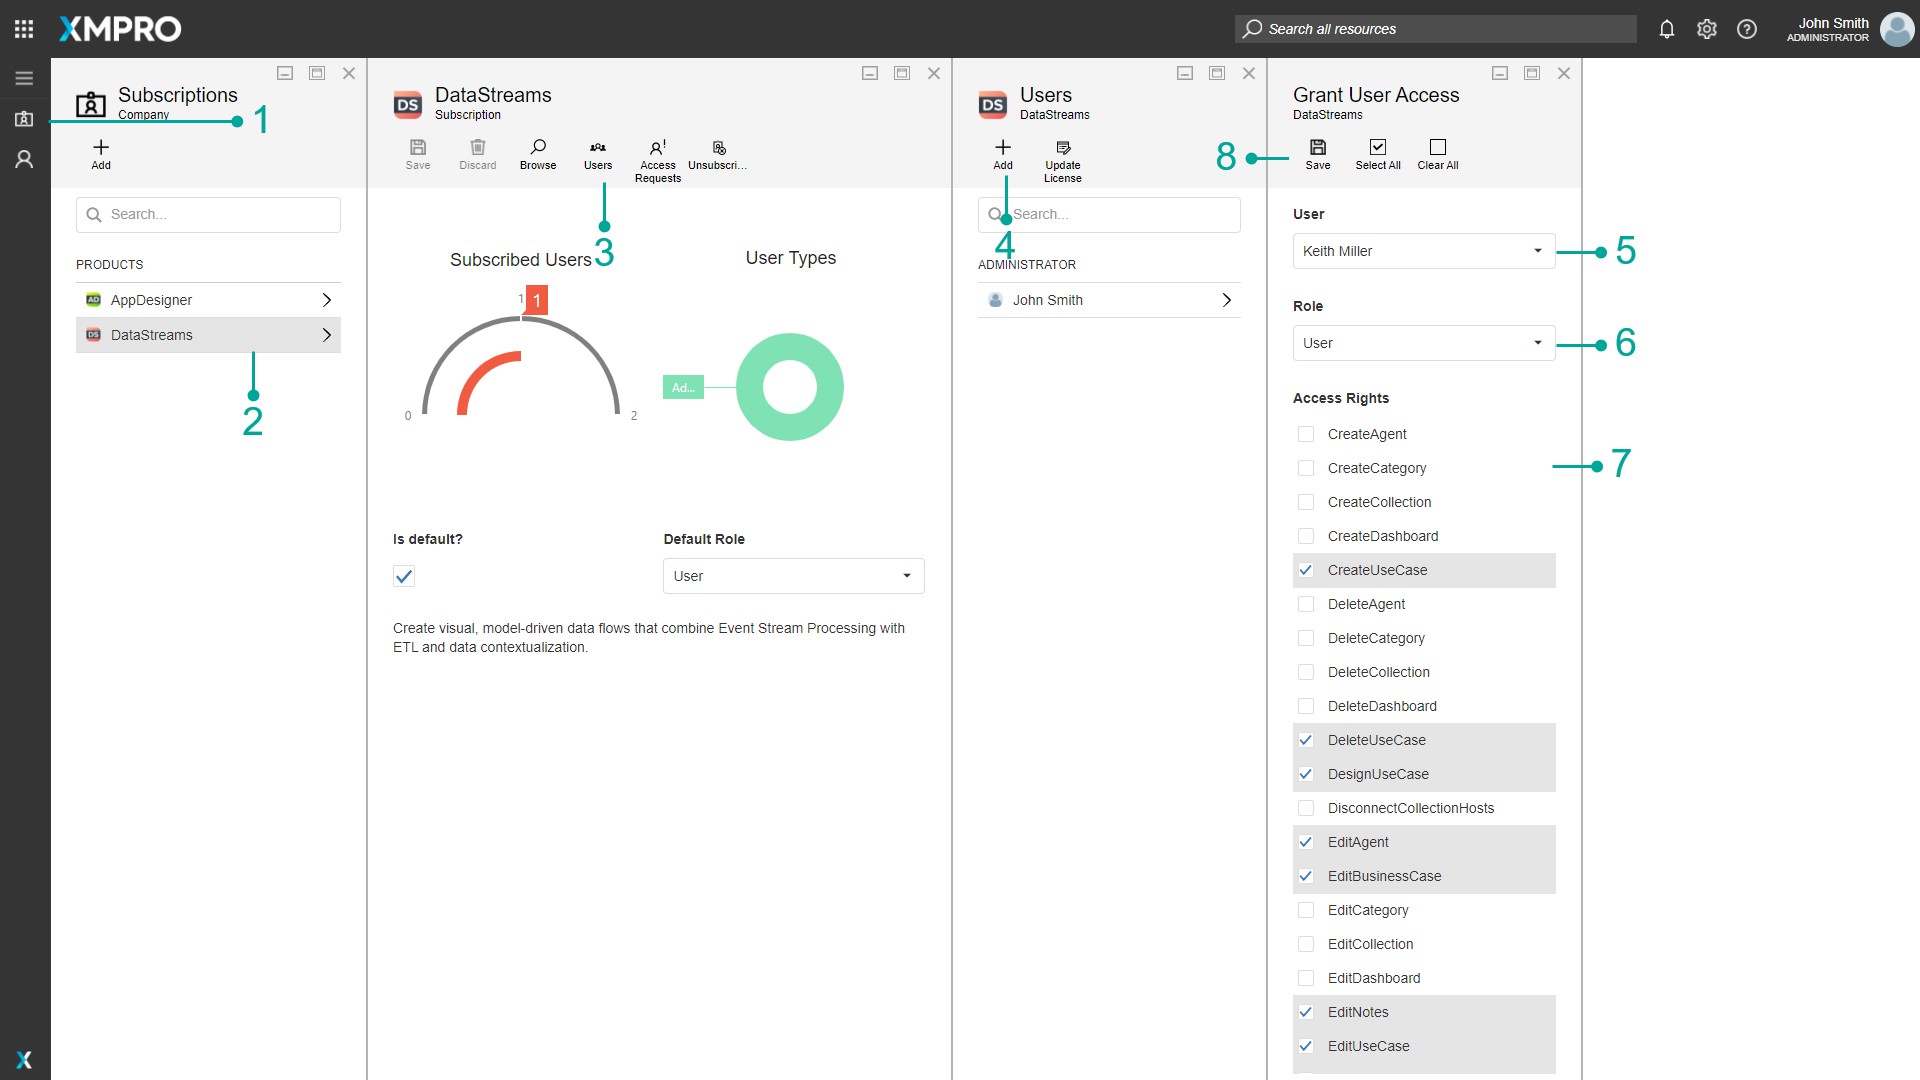 XMPRO
Search all resources
John Smith
ADMINISTRATOR
Subscriptions
Company
1
Add
Search...
PRODUCTS
AD AppDesigner
DS DataStreams
2
DS
DataStreams
Subscription
Save
Discard
Browse
Users
Access Requests
Unsubscri...
3
Subscribed Users
1
1
0
2
User Types
Ad...
Is default?
Default Role
User
Create visual, model-driven data flows that combine Event Stream Processing with
ETL and data contextualization.
DS
Users
DataStreams
Add
Update License
Search...
4
ADMINISTRATOR
John Smith
Grant User Access
DataStreams
8
Save
Select All
Clear All
User
Keith Miller
5
Role
User
6
Access Rights
CreateAgent
CreateCategory
7
CreateCollection
CreateDashboard
CreateUseCase
DeleteAgent
DeleteCategory
DeleteCollection
DeleteDashboard
DeleteUseCase
DesignUseCase
DisconnectCollectionHosts
EditAgent
EditBusinessCase
EditCategory
EditCollection
EditDashboard
EditNotes
EditUseCase
X